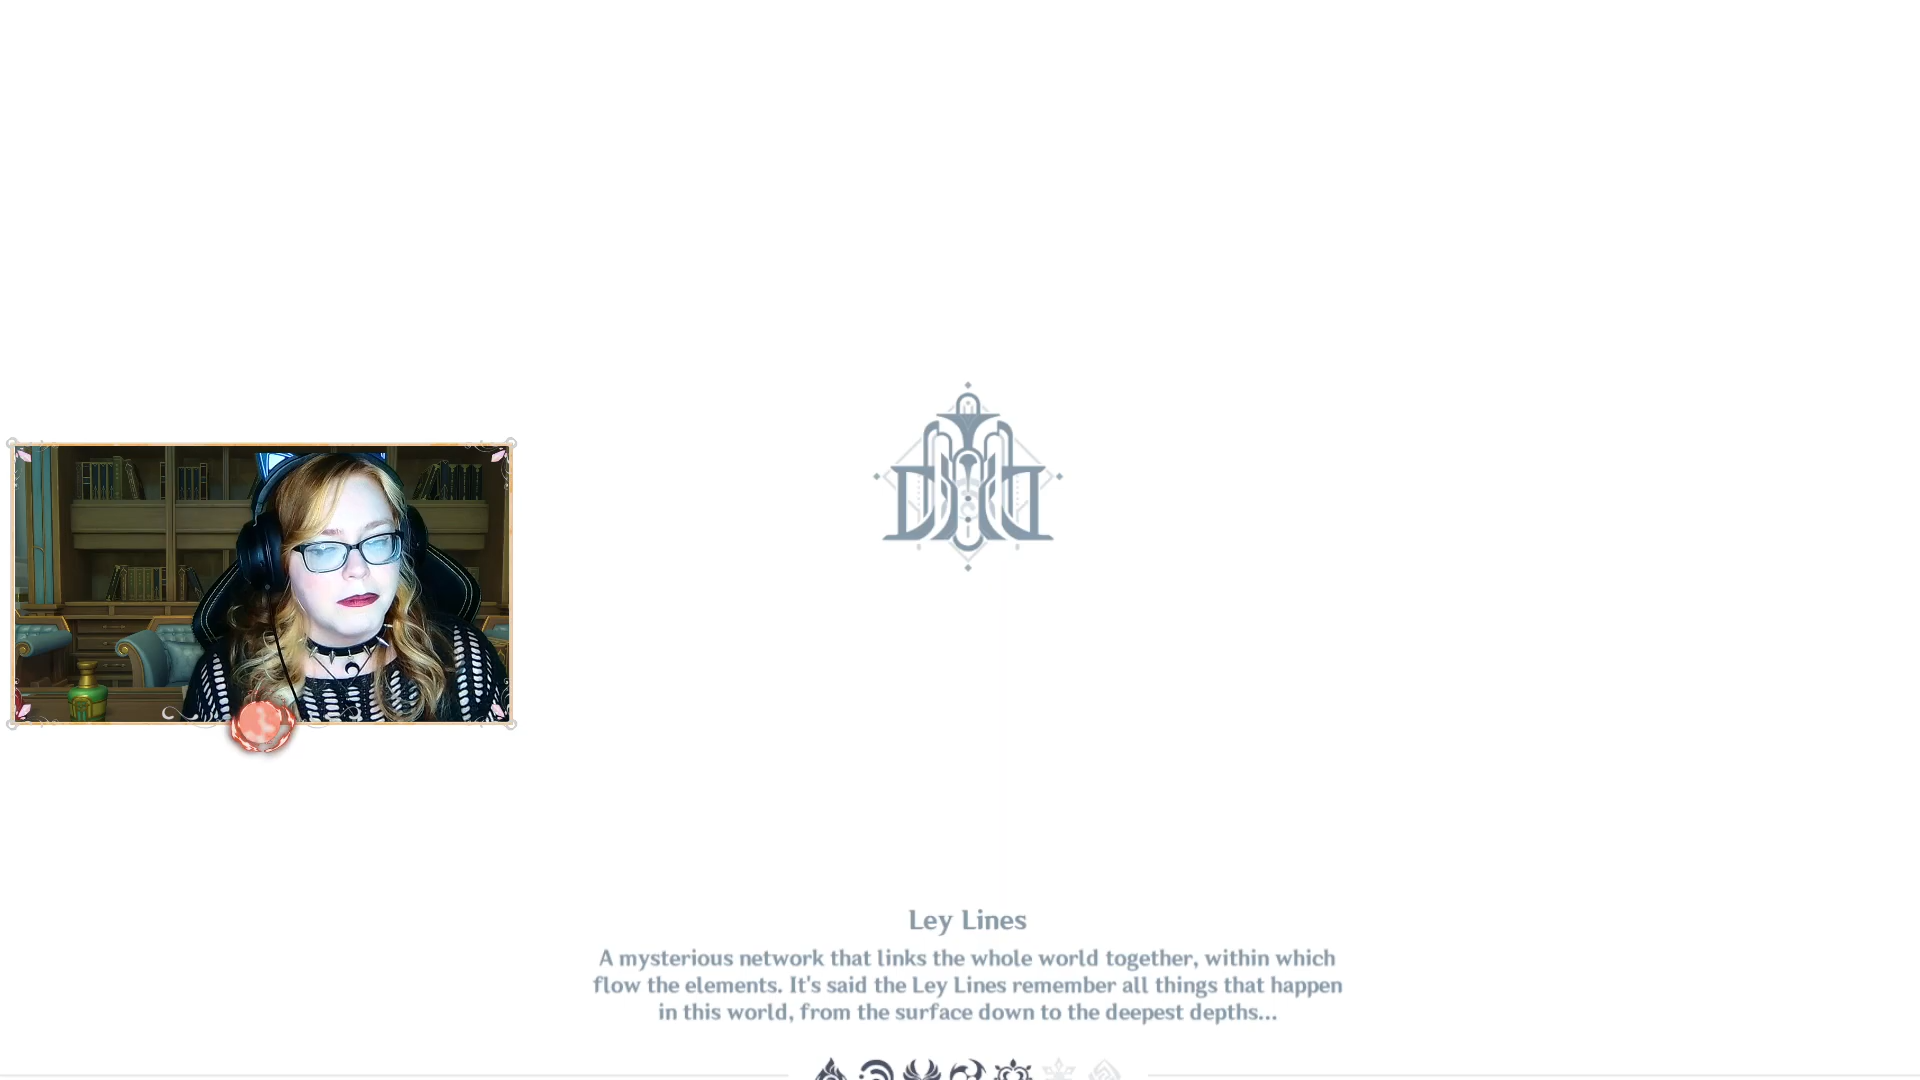 Ley Lines
A mysterious network that links the whole world together, within which
flow the elements. It's said the Ley Lines remember all things that happen
in this world, from the surface down to the deepest depths...